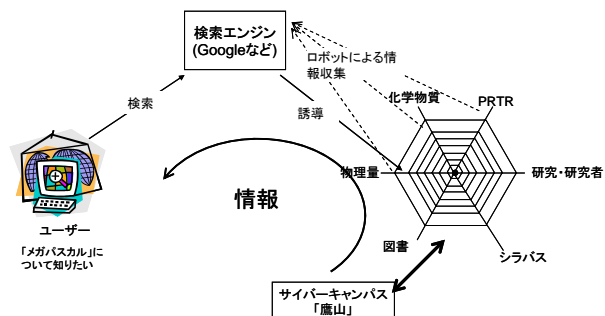 検索エンジン
(Googleなど)
ロボットによる情
報収集
化学物質
PRTR
検索
誘導
物理量
研究・研究者
情報
ユーザー
図書
シラバス
「メガパスカル」に
ついて知りたい
サイバーキャンパス
「鷹山」